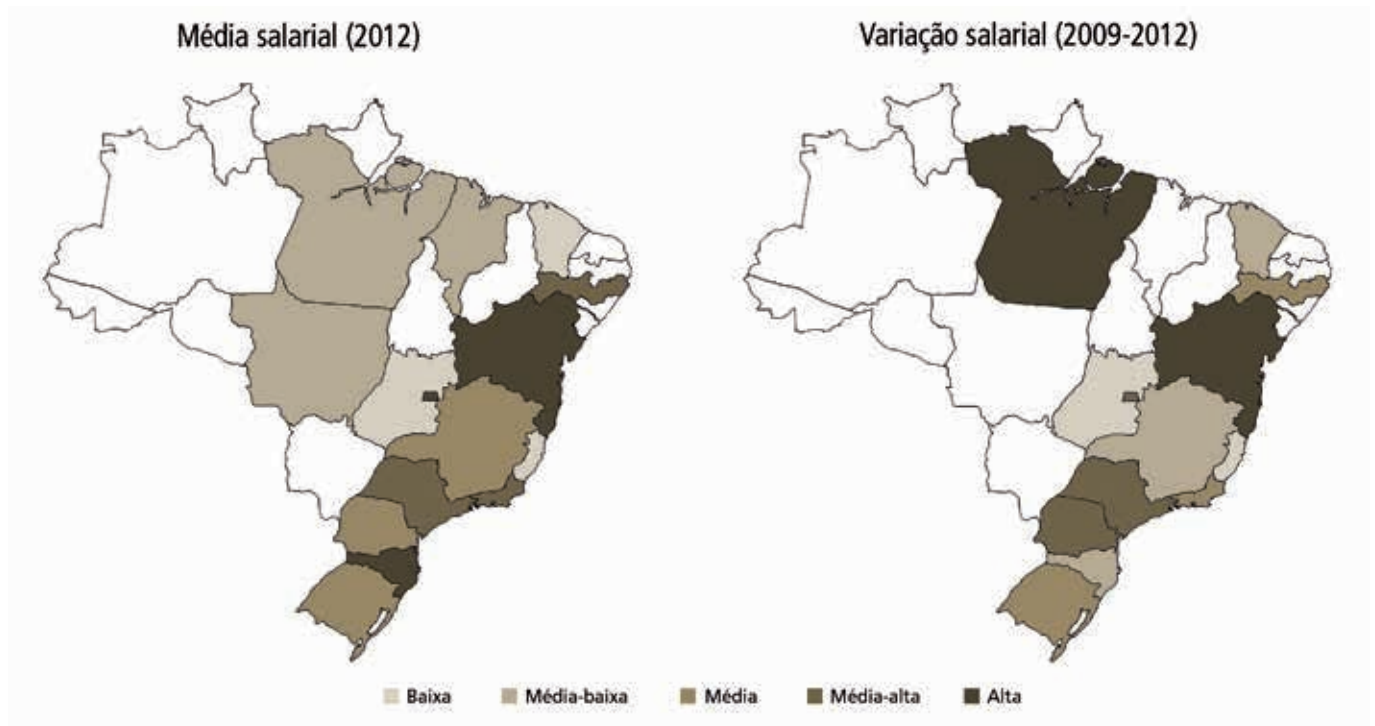 Média salarial (2012)
Variação salarial (2009-2012)
Baixa
Média-baixa
Média
Média-alta
Alta